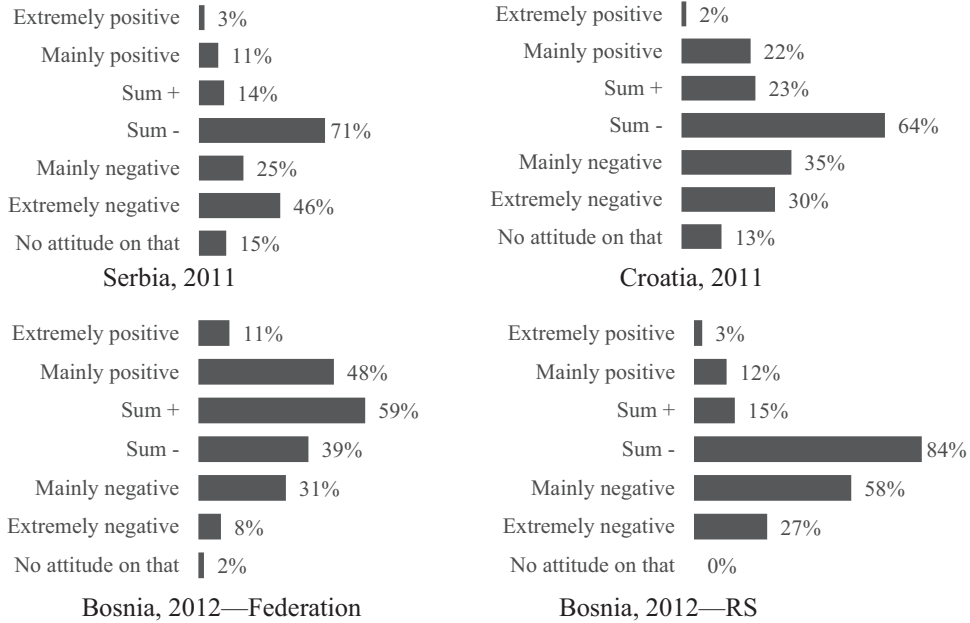 Extremely positive 3%
Mainly positive 11%
Sum + 14%
Sum - 71%
Mainly negative 25%
Extremely negative 46%
No attitude on that 15%
Serbia, 2011
Extremely positive 2%
Mainly positive 22%
Sum + 23%
Sum - 64%
Mainly negative 35%
Extremely negative 30%
No attitude on that 13%
Croatia, 2011
Extremely positive 11%
Mainly positive 48%
Sum + 59%
Sum - 39%
Mainly negative 31%
Extremely negative 8%
No attitude on that 2%
Bosnia, 2012—Federation
Extremely positive 3%
Mainly positive 12%
Sum + 15%
Sum - 84%
Mainly negative 58%
Extremely negative 27%
No attitude on that 0%
Bosnia, 2012—RS